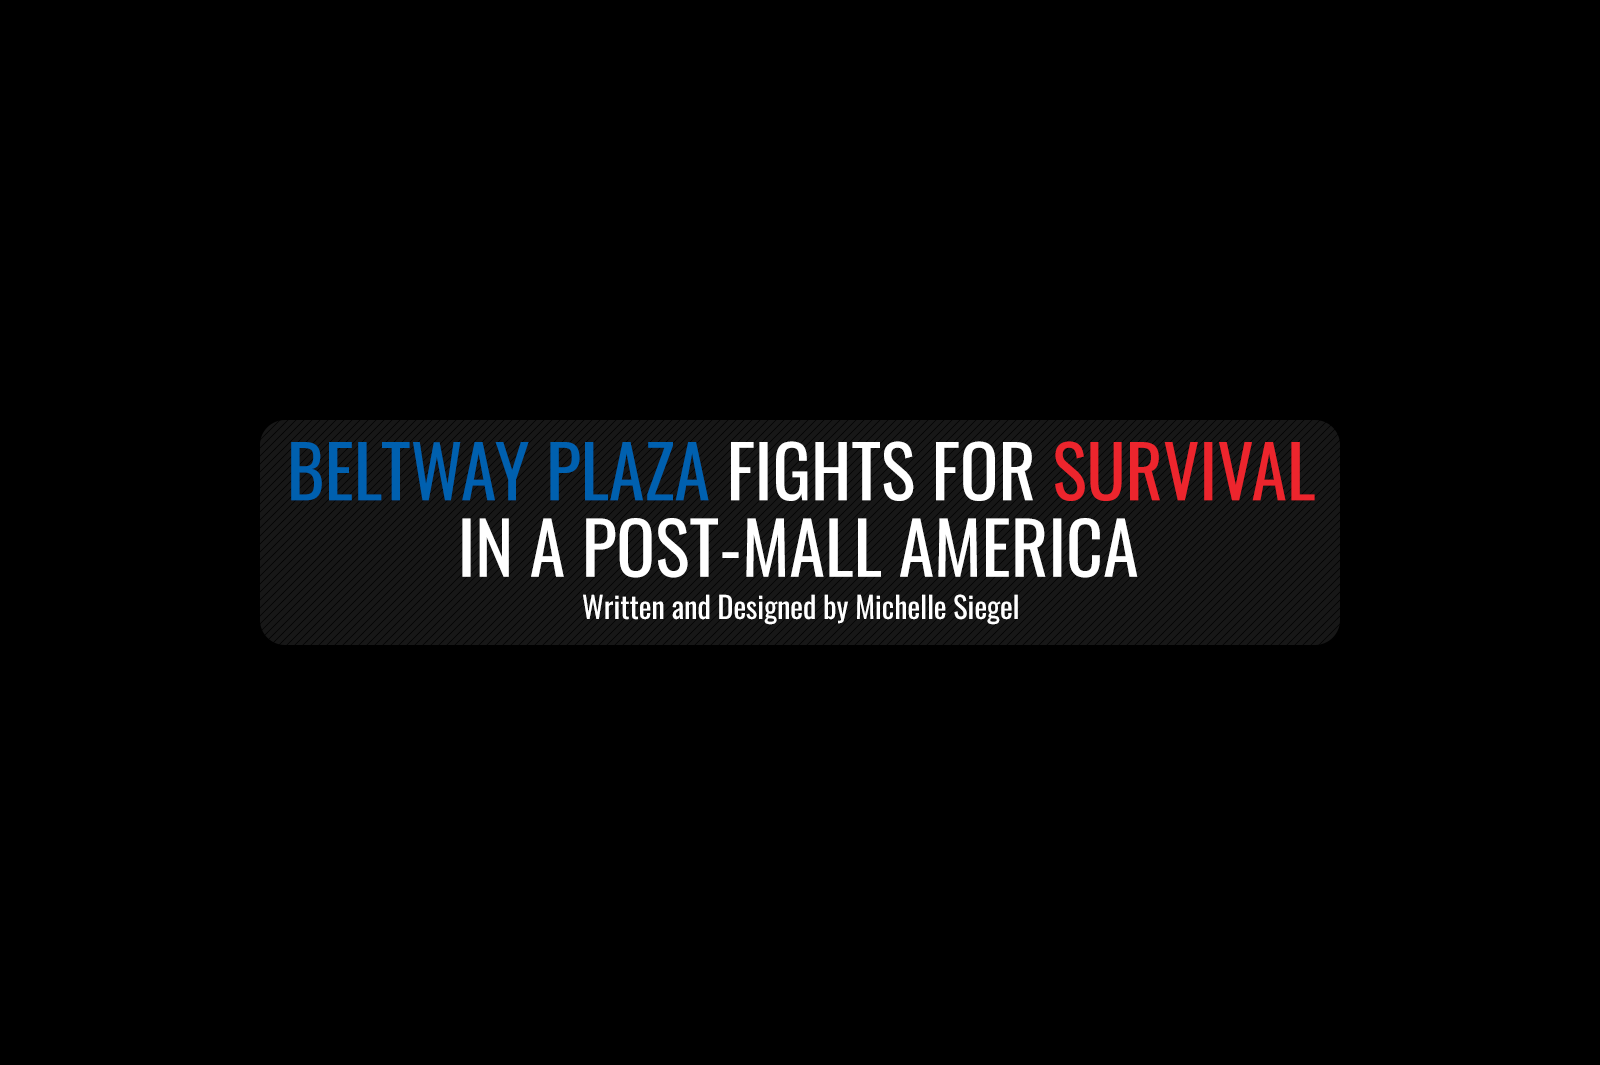 BELTWAY PLAZA FIGHTS FOR SURVIVAL
IN A POST-MALL AMERICA
Written and Designed by Michelle Siegel